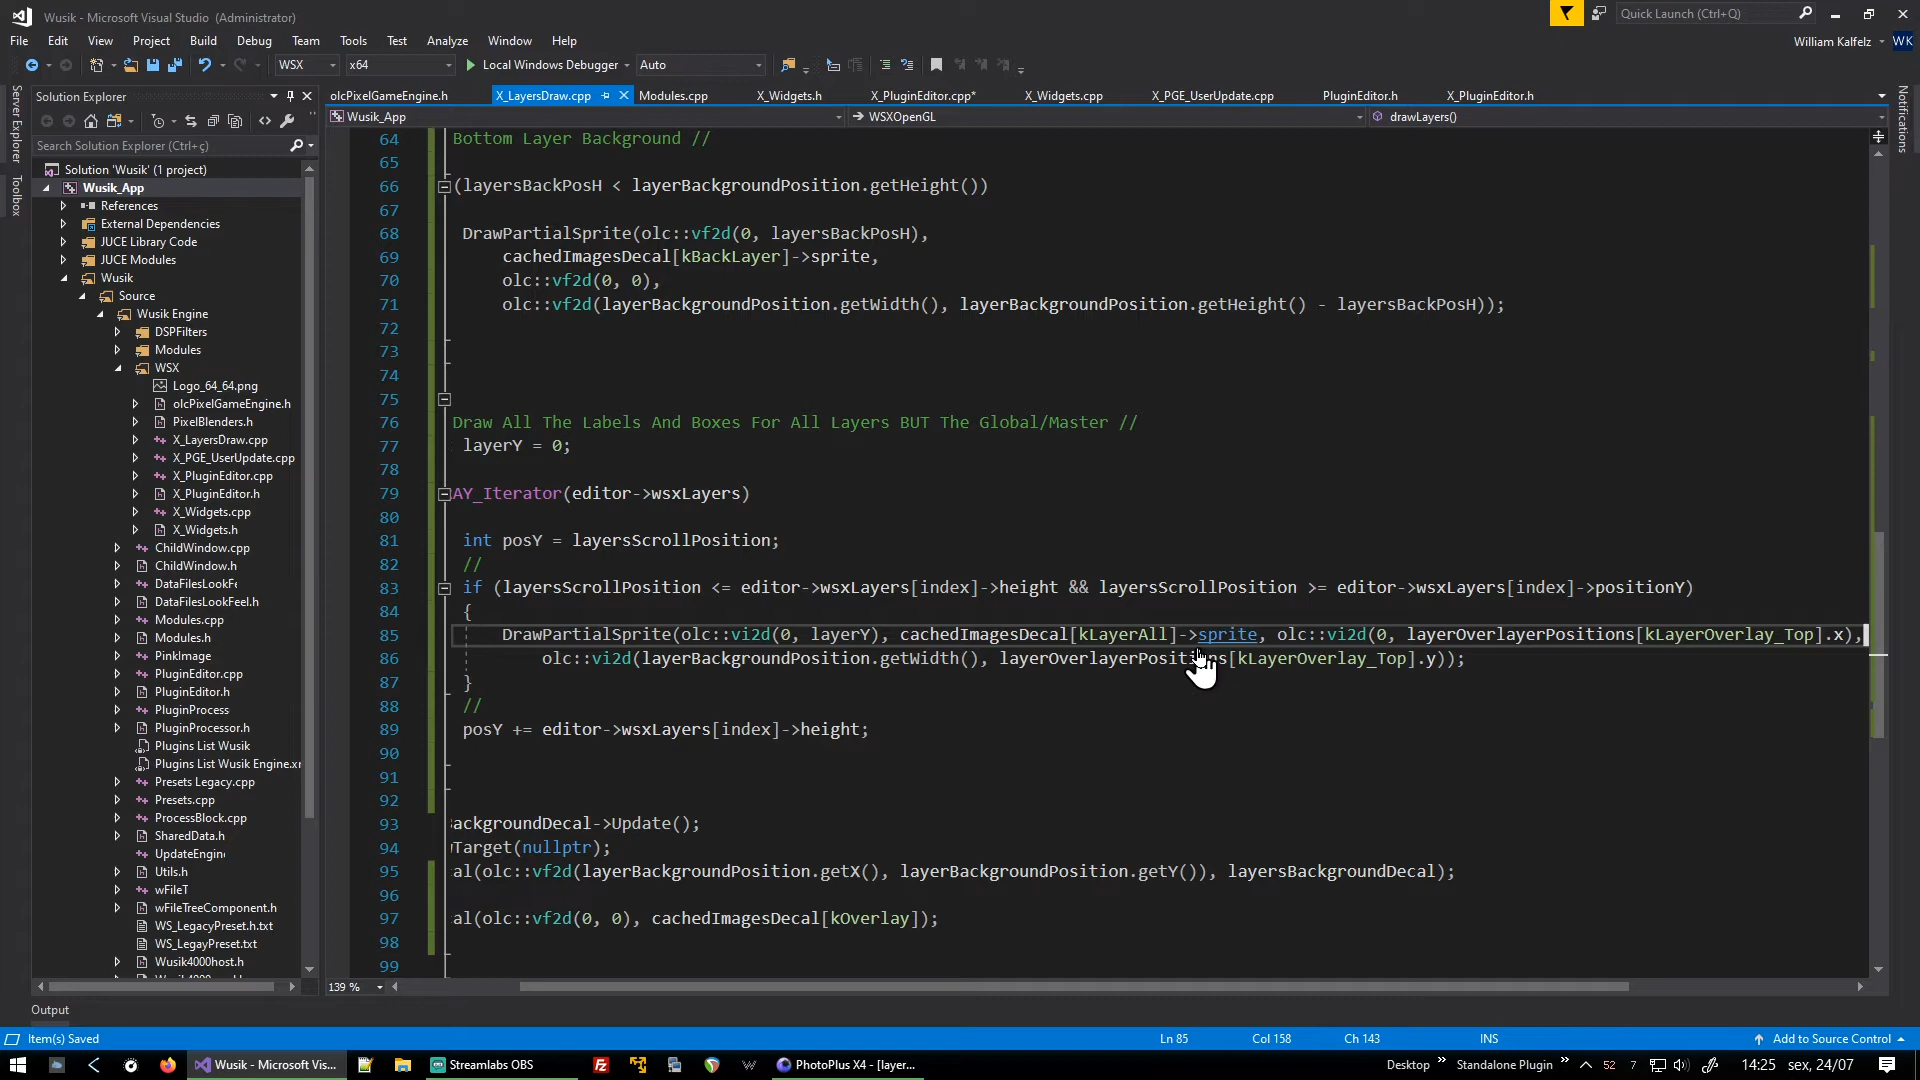 Wusik - Microsoft Visual Studio (Administrator)
Quick Launch (Ctrl+Q)
File Edit View Project Build Debug Team Tools Test Analyze Window Help
William Kalfelz WK
WSX x64 Local Windows Debugger Auto
Server Explorer
Toolbox
Notifications
Solution Explorer
Search Solution Explorer (Ctrl+ç)
Solution 'Wusik' (1 project)
Wusik_App
References
External Dependencies
JUCE Library Code
JUCE Modules
Wusik
Source
Wusik Engine
DSPFilters
Modules
WSX
Logo_64_64.png
olcPixelGameEngine.h
PixelBlenders.h
X_LayersDraw.cpp
X_PGE_UserUpdate.cpp
X_PluginEditor.cpp
X_PluginEditor.h
X_Widgets.cpp
X_Widgets.h
ChildWindow.cpp
ChildWindow.h
DataFilesLookFe
DataFilesLookFeel.h
Modules.cpp
Modules.h
PinkImage
PluginEditor.cpp
PluginEditor.h
PluginProcess
PluginProcessor.h
Plugins List Wusik
Plugins List Wusik Engine.xr
Presets Legacy.cpp
Presets.cpp
ProcessBlock.cpp
SharedData.h
UpdateEngin
Utils.h
wFileT
wFileTreeComponent.h
WS_LegacyPreset.h.txt
WS_LegayPreset.txt
Wusik4000host.h
olcPixelGameEngine.h X_LayersDraw.cpp Modules.cpp X_Widgets.h X_PluginEditor.cpp* X_Widgets.cpp X_PGE_UserUpdate.cpp PluginEditor.h X_PluginEditor.h
Wusik_App WSXOpenGL drawLayers()
64 Bottom Layer Background //
65
66 (layersBackPosH < layerBackgroundPosition.getHeight())
67
68 DrawPartialSprite(olc::vf2d(0, layersBackPosH),
69 cachedImagesDecal[kBackLayer]->sprite,
70 olc::vf2d(0, 0),
71 olc::vf2d(layerBackgroundPosition.getWidth(), layerBackgroundPosition.getHeight() - layersBackPosH));
72
73
74
75
76 Draw All The Labels And Boxes For All Layers BUT The Global/Master //
77 layerY = 0;
78
79 AY_Iterator(editor->wsxLayers)
80
81 int posY = layersScrollPosition;
82 //
83 if (layersScrollPosition <= editor->wsxLayers[index]->height && layersScrollPosition >= editor->wsxLayers[index]->positionY)
84 {
85 DrawPartialSprite(olc::vi2d(0, layerY), cachedImagesDecal[kLayerAll]->sprite, olc::vi2d(0, layerOverlayerPositions[kLayerOverlay_Top].x),
86 olc::vi2d(layerBackgroundPosition.getWidth(), layerOverlayerPositions[kLayerOverlay_Top].y));
87 }
88 //
89 posY += editor->wsxLayers[index]->height;
90
91
92
93 ackgroundDecal->Update();
94 Target(nullptr);
95 al(olc::vf2d(layerBackgroundPosition.getX(), layerBackgroundPosition.getY()), layersBackgroundDecal);
96
97 al(olc::vf2d(0, 0), cachedImagesDecal[kOverlay]);
98
99
139 %
Output
Item(s) Saved Ln 85 Col 158 Ch 143 INS Add to Source Control
Wusik - Microsoft Vis... Streamlabs OBS PhotoPlus X4 - [layer... Desktop Standalone Plugin 52 7 14:25 sex, 24/07